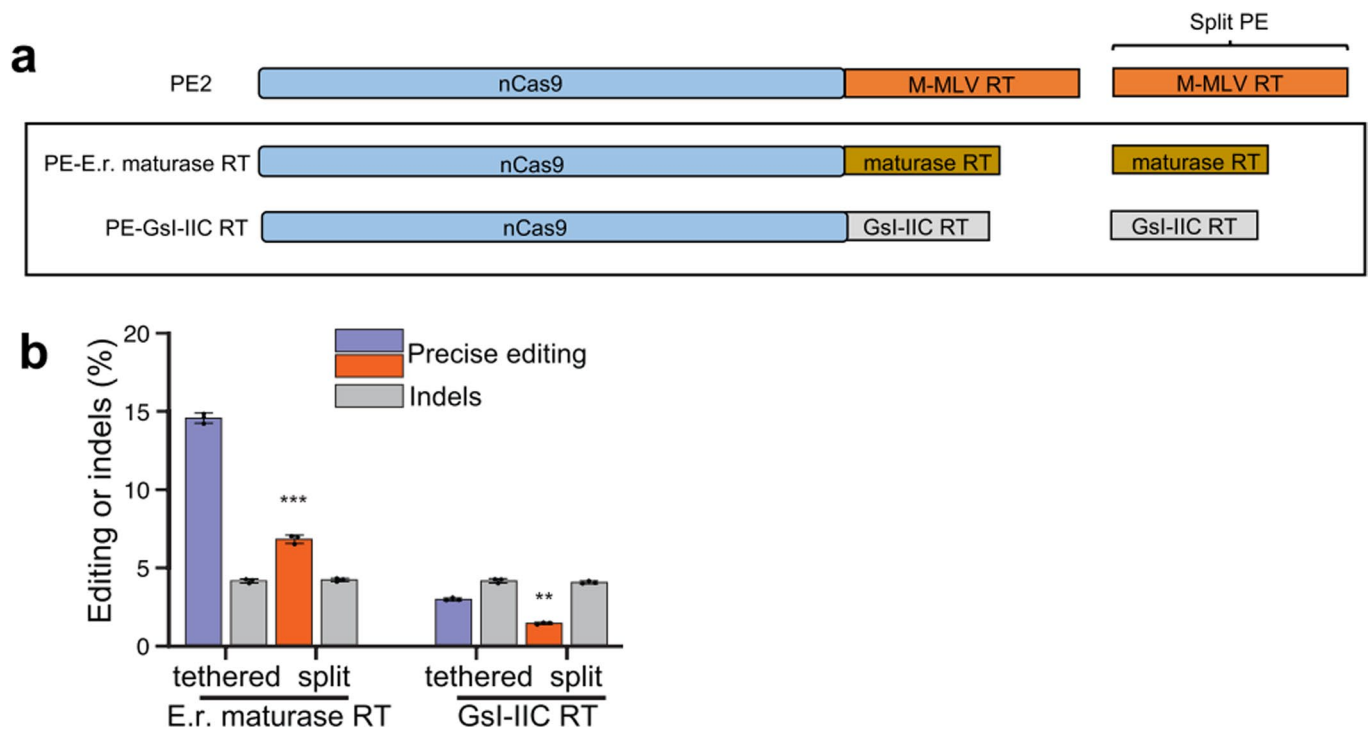 a
Split PE
PE2 nCas9 M-MLV RT M-MLV RT
PE-E.r. maturase RT nCas9 maturase RT maturase RT
PE-GsI-IIC RT nCas9 GsI-IIC RT GsI-IIC RT
b
Editing or indels (%)
20
15
10
5
0
Precise editing
Indels
***
**
tethered split tethered split
E.r. maturase RT GsI-IIC RT